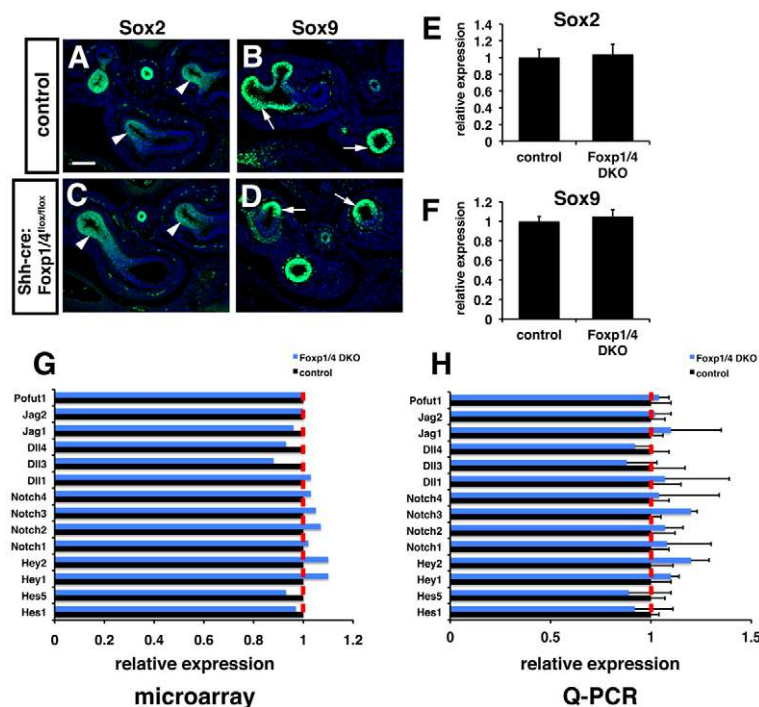 Sox2
Sox9
control
A
B
Shh-cre:
Foxp1/4flox/flox
C
D
E
Sox2
relative expression
1.4
1.2
1
0.8
0.6
0.4
0.2
0
control
Foxp1/4
DKO
F
Sox9
relative expression
1.2
1
0.8
0.6
0.4
0.2
0
control
Foxp1/4
DKO
G
Foxp1/4 DKO
control
Pofut1
Jag2
Jag1
Dll4
Dll3
Dll1
Notch4
Notch3
Notch2
Notch1
Hey2
Hey1
Hes5
Hes1
0 0.2 0.4 0.6 0.8 1 1.2
relative expression
microarray
H
Foxp1/4 DKO
control
Pofut1
Jag2
Jag1
Dll4
Dll3
Dll1
Notch4
Notch3
Notch2
Notch1
Hey2
Hey1
Hes5
Hes1
0 0.5 1 1.5
relative expression
Q-PCR